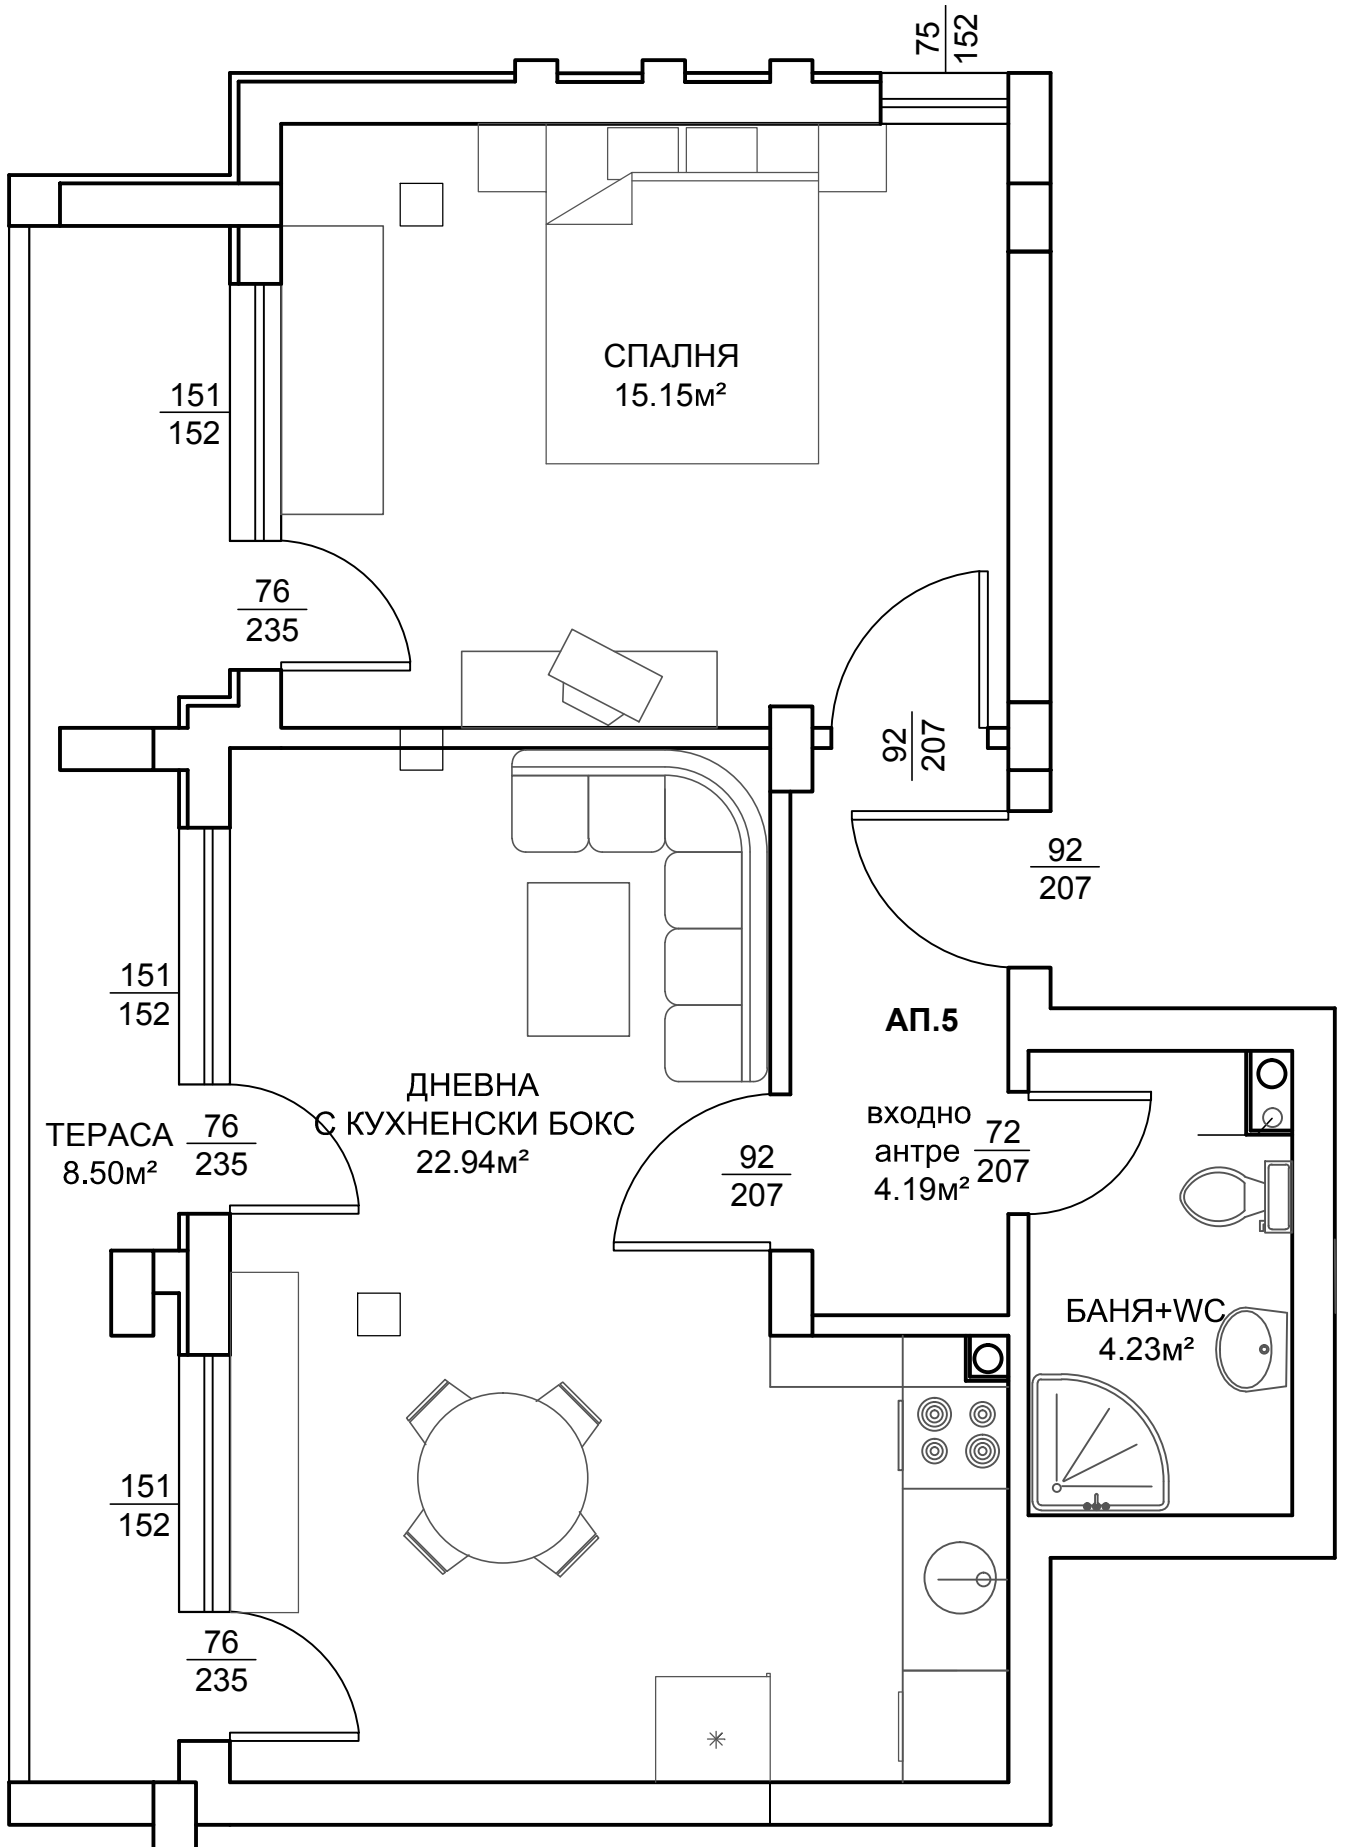 75
152
СПАЛНЯ
15.15м²
151
152
76
235
92
207
92
207
151
152
АП.5
ДНЕВНА
С КУХНЕНСКИ БОКС
22.94м²
ТЕРАСА
8.50м²
76
235
92
207
входно
антре
4.19м²
72
207
БАНЯ+WC
4.23м²
151
152
76
235